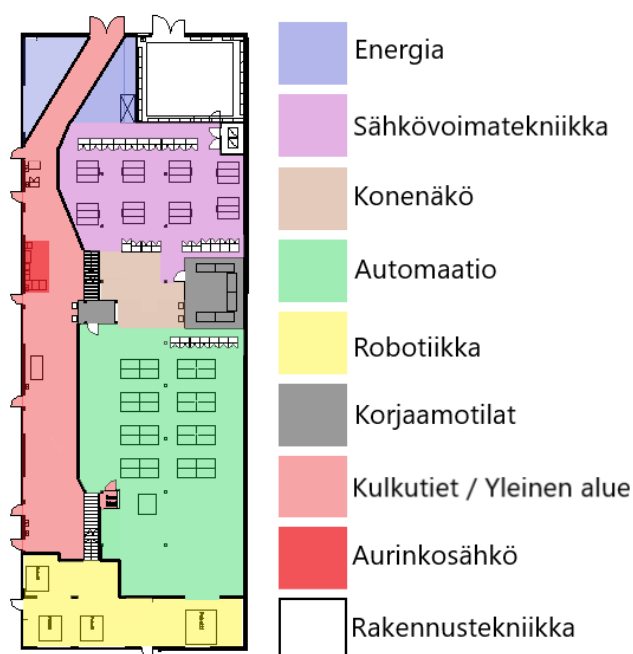 Energia
Sähkövoimatekniikka
Konenäkö
Automaatio
Robotiikka
Korjaamotilat
Kulkutiet / Yleinen alue
Aurinkosähkö
Rakennustekniikka